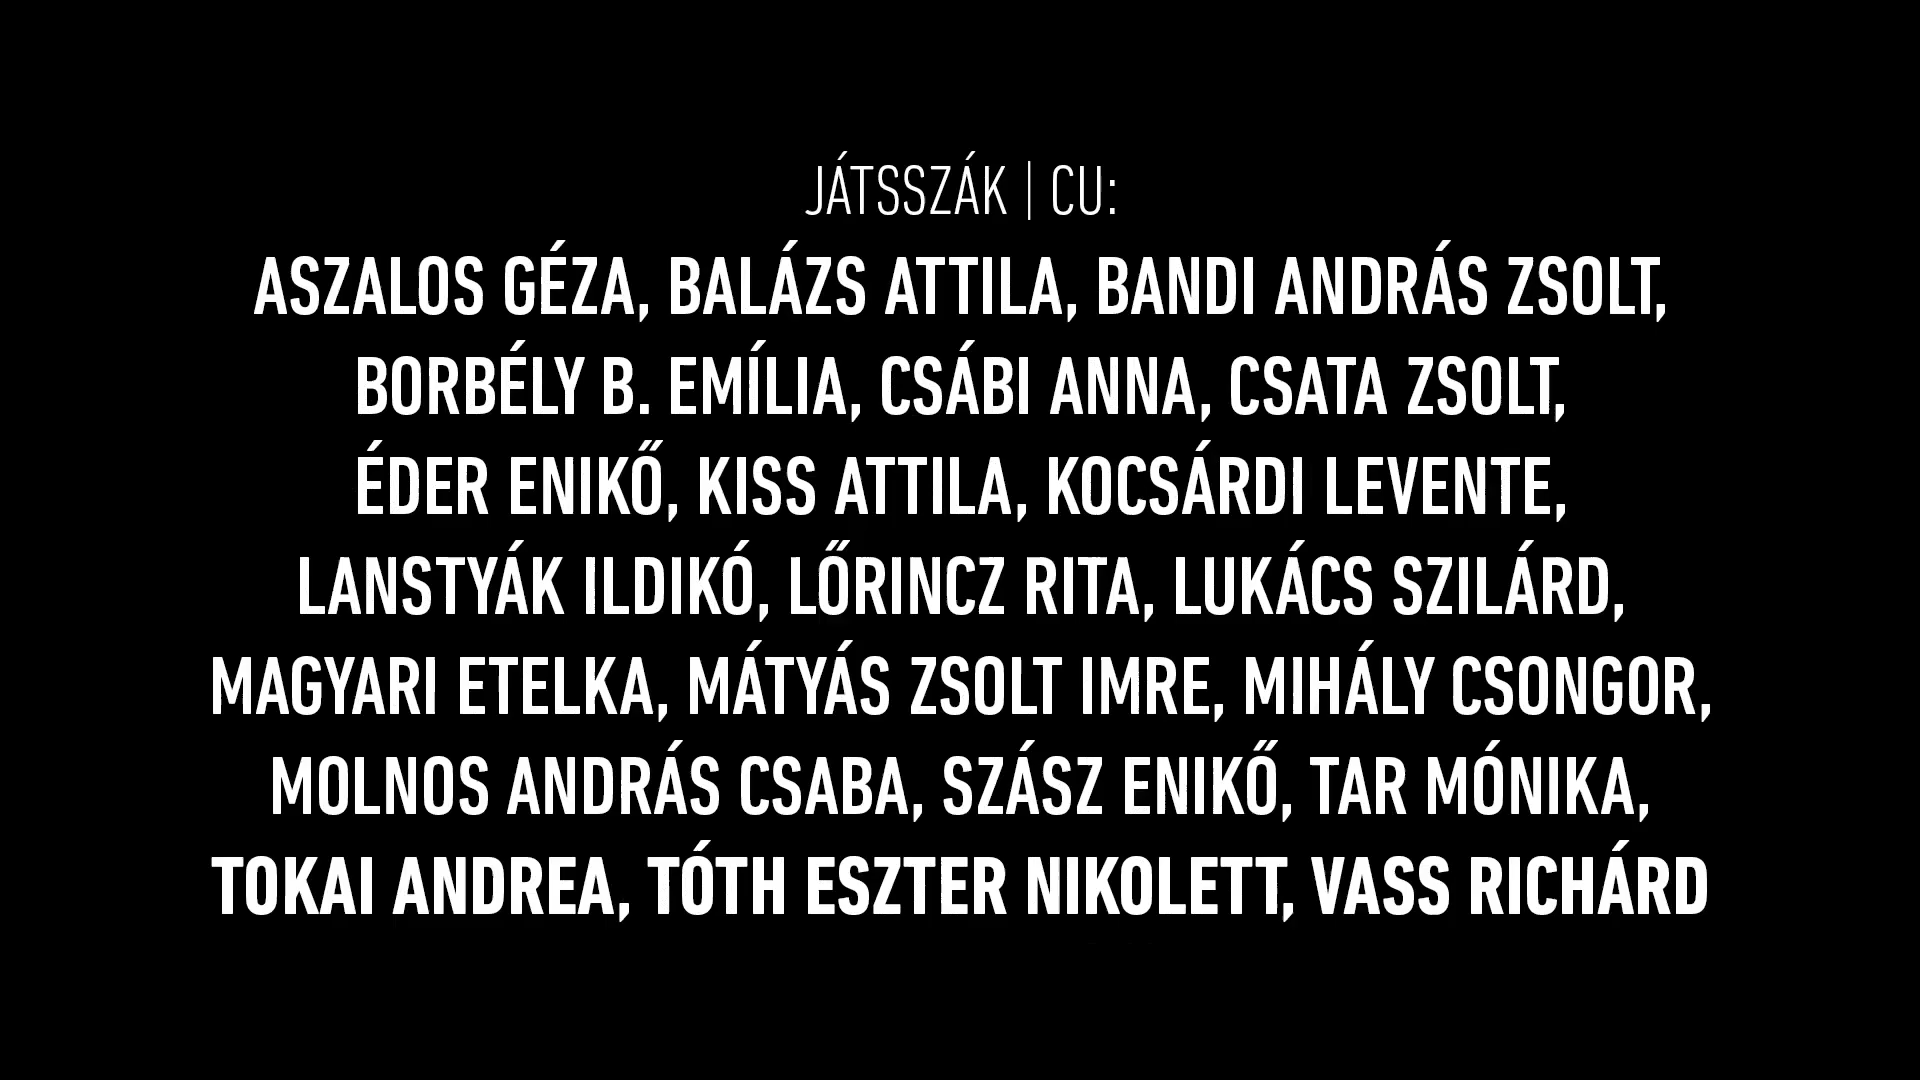 JÁTSSZÁK | CU:
ASZALOS GÉZA, BALÁZS ATTILA, BANDI ANDRÁS ZSOLT,
BORBÉLY B. EMÍLIA, CSÁBI ANNA, CSATA ZSOLT,
ÉDER ENIKŐ, KISS ATTILA, KOCSÁRDI LEVENTE,
LANSTYÁK ILDIKÓ, LŐRINCZ RITA, LUKÁCS SZILÁRD,
MAGYARI ETELKA, MÁTYÁS ZSOLT IMRE, MIHÁLY CSONGOR,
MOLNOS ANDRÁS CSABA, SZÁSZ ENIKŐ, TAR MÓNIKA,
TOKAI ANDREA, TÓTH ESZTER NIKOLETT, VASS RICHÁRD